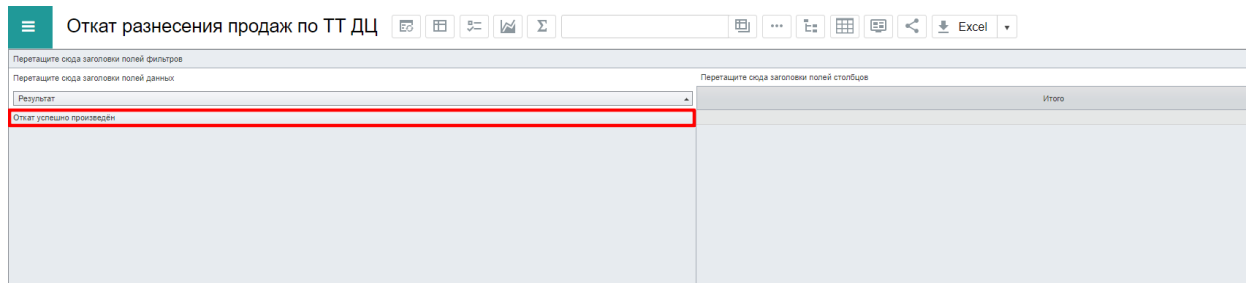 Откат разнесения продаж по ТТ ДЦ
Σ
Excel
Перетащите сюда заголовки полей фильтров
Перетащите сюда заголовки полей данных
Перетащите сюда заголовки полей столбцов
Результат
Итого
Откат успешно произведён